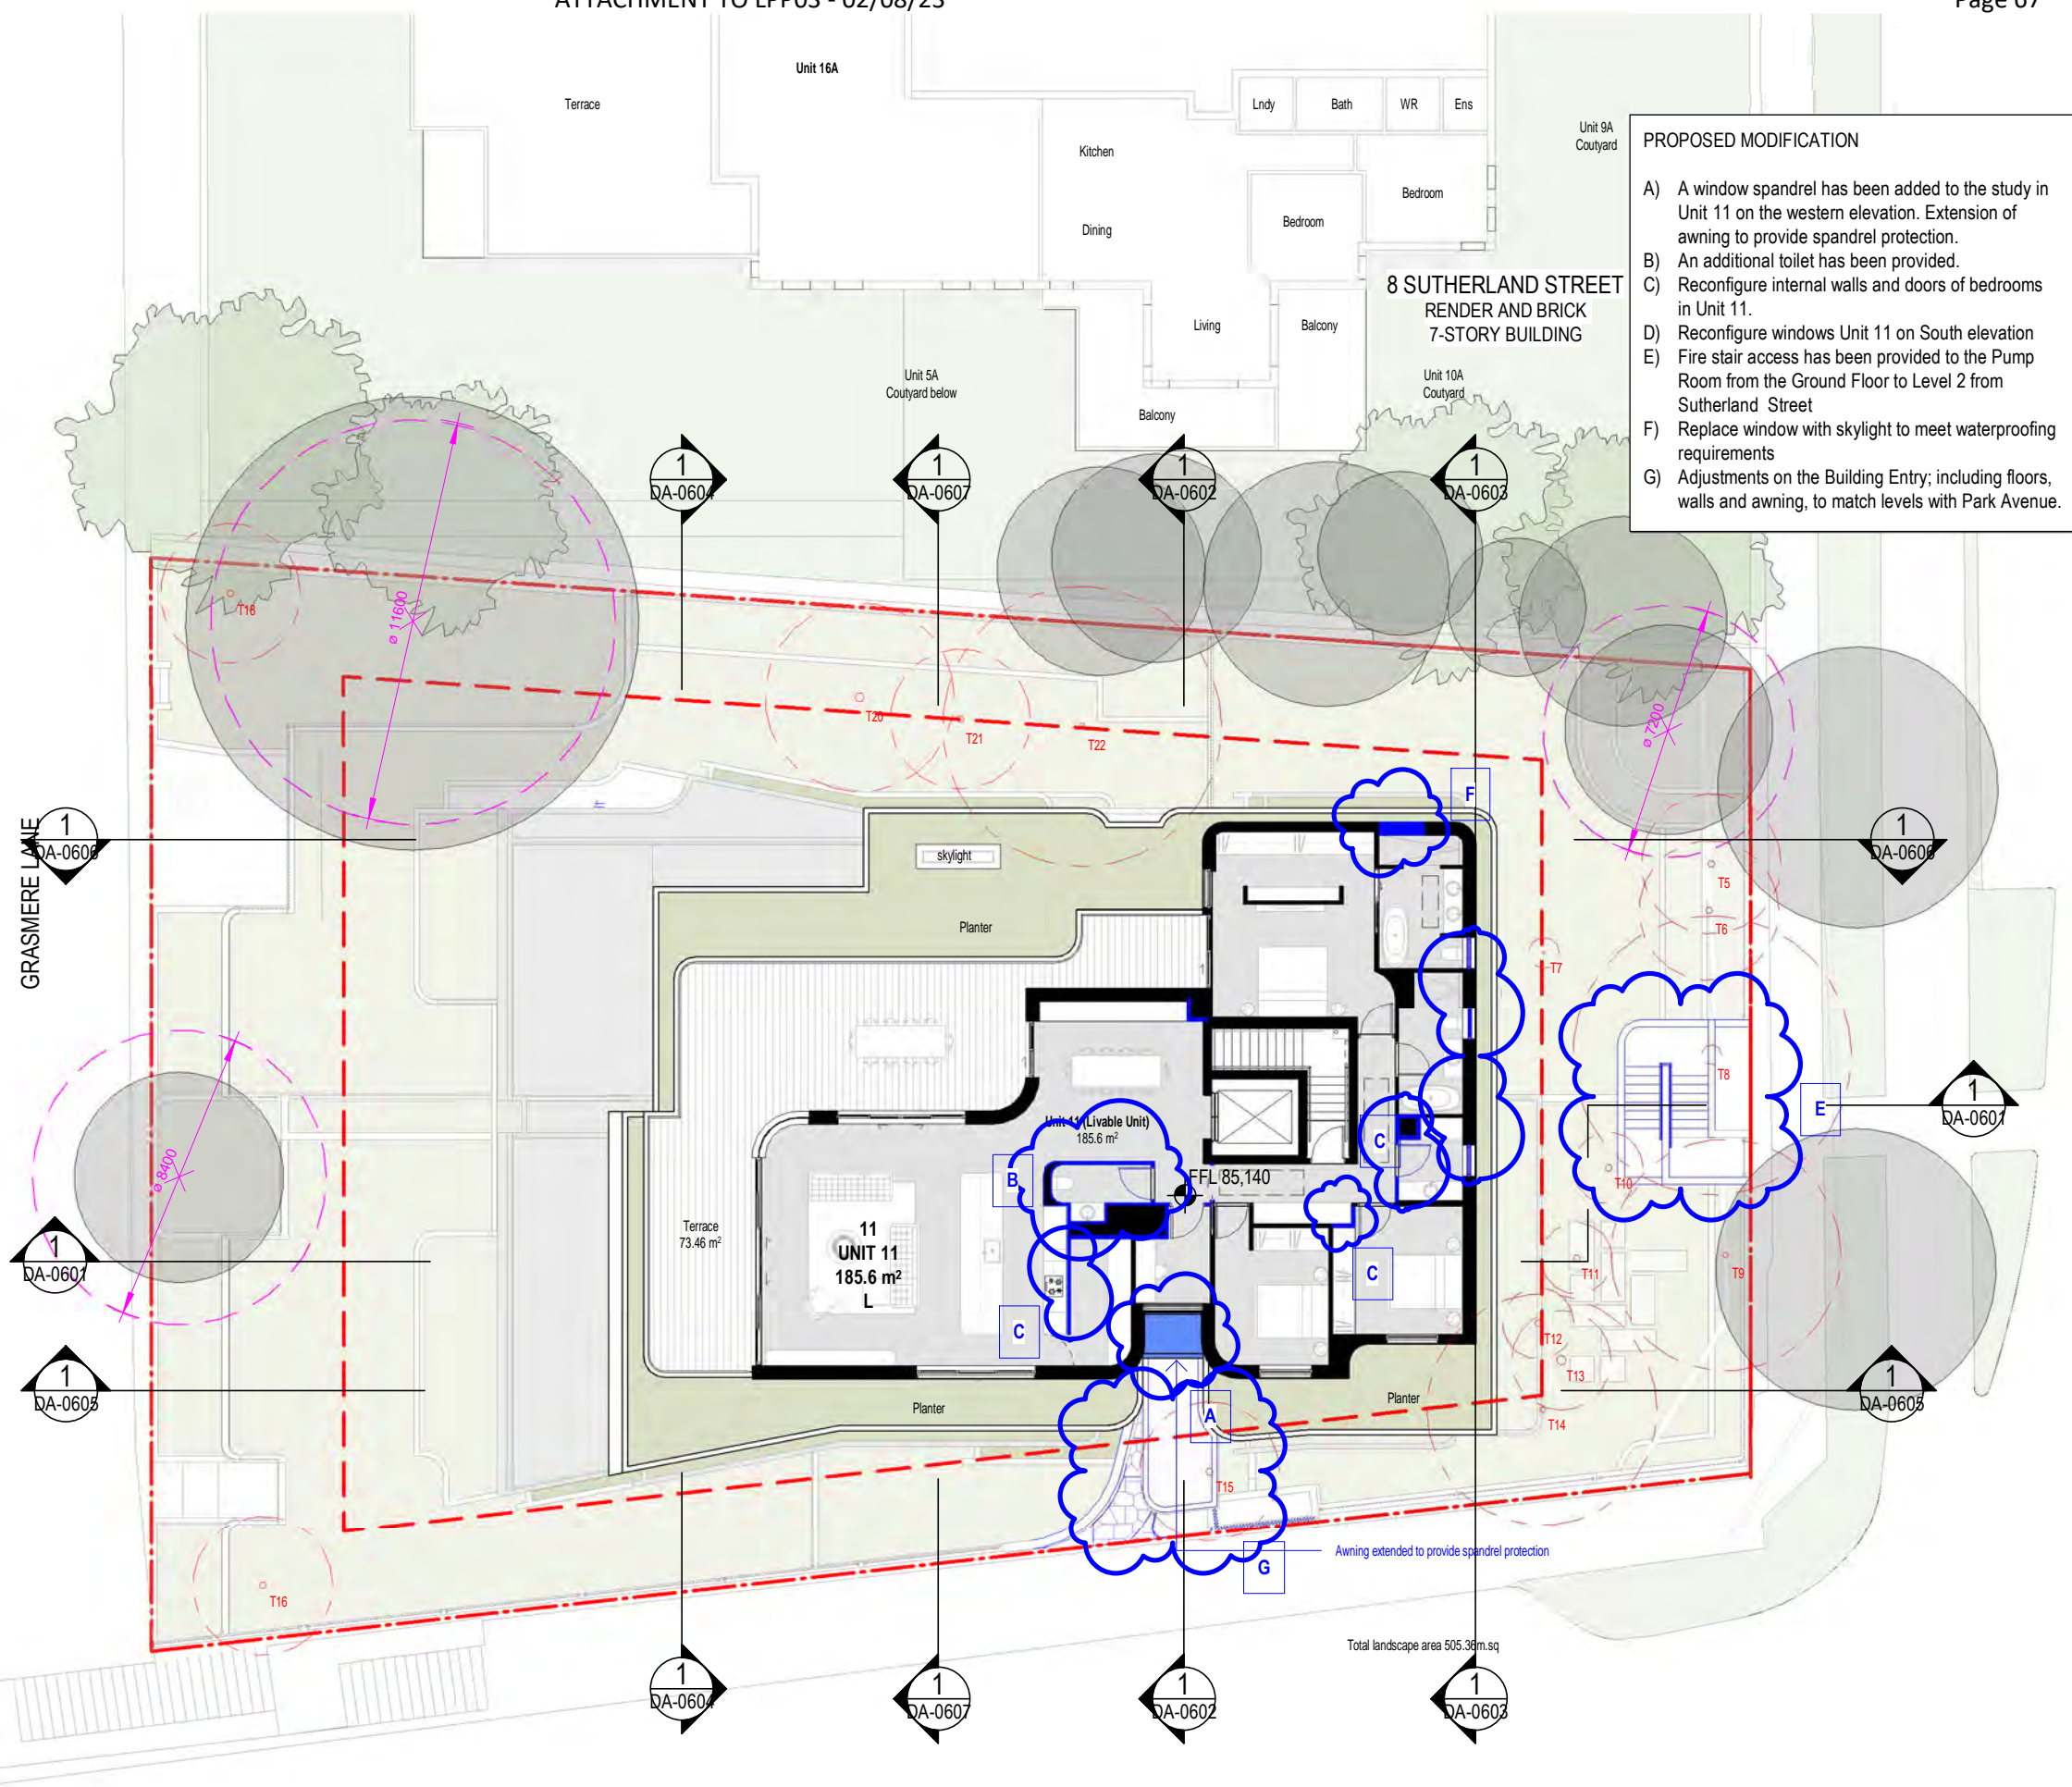 ATTACHMENT TO LPP03 - 02/08/23
Page 67
Unit 16A
Terrace
Lndy
Bath
WR
Ens
Kitchen
Dining
Bedroom
Bedroom
Unit 9A
Coutyard
Living
Balcony
Balcony
8 SUTHERLAND STREET
RENDER AND BRICK
7-STORY BUILDING
Unit 5A
Coutyard below
Unit 10A
Coutyard
PROPOSED MODIFICATION
A) A window spandrel has been added to the study in
Unit 11 on the western elevation. Extension of
awning to provide spandrel protection.
B) An additional toilet has been provided.
C) Reconfigure internal walls and doors of bedrooms
in Unit 11.
D) Reconfigure windows Unit 11 on South elevation
E) Fire stair access has been provided to the Pump
Room from the Ground Floor to Level 2 from
Sutherland Street
F) Replace window with skylight to meet waterproofing
requirements
G) Adjustments on the Building Entry; including floors,
walls and awning, to match levels with Park Avenue.
1
DA-0604
1
DA-0607
1
DA-0602
1
DA-0603
T18
ø 11600
T20
T21
T22
ø 7200
GRASMERE LANE
1
DA-0606
F
1
DA-0606
skylight
Planter
T5
T6
T7
T8
E
1
DA-0601
Unit 11 (Livable Unit)
185.6 m²
C
B
FFL 85,140
T10
ø 8400
Terrace
73.46 m²
11
UNIT 11
185.6 m²
L
1
DA-0601
C
C
T11
T9
T12
T13
T14
1
DA-0605
1
DA-0605
Planter
A
Planter
T15
Awning extended to provide spandrel protection
G
T16
Total landscape area 505.36m.sq
1
DA-0604
1
DA-0607
1
DA-0602
1
DA-0603